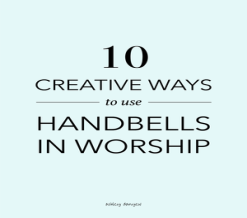 10
CREATIVE WAYS
to use
HANDBELLS
IN WORSHIP